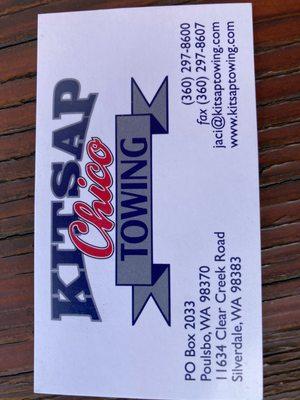 KITSAP
Chico
TOWING
(360) 297-8600
fax (360) 297-8607
jaci@kitsaptowing.com
www.kitsaptowing.com
PO Box 2033
Poulsbo, WA 98370
11634 Clear Creek Road
Silverdale, WA 98383